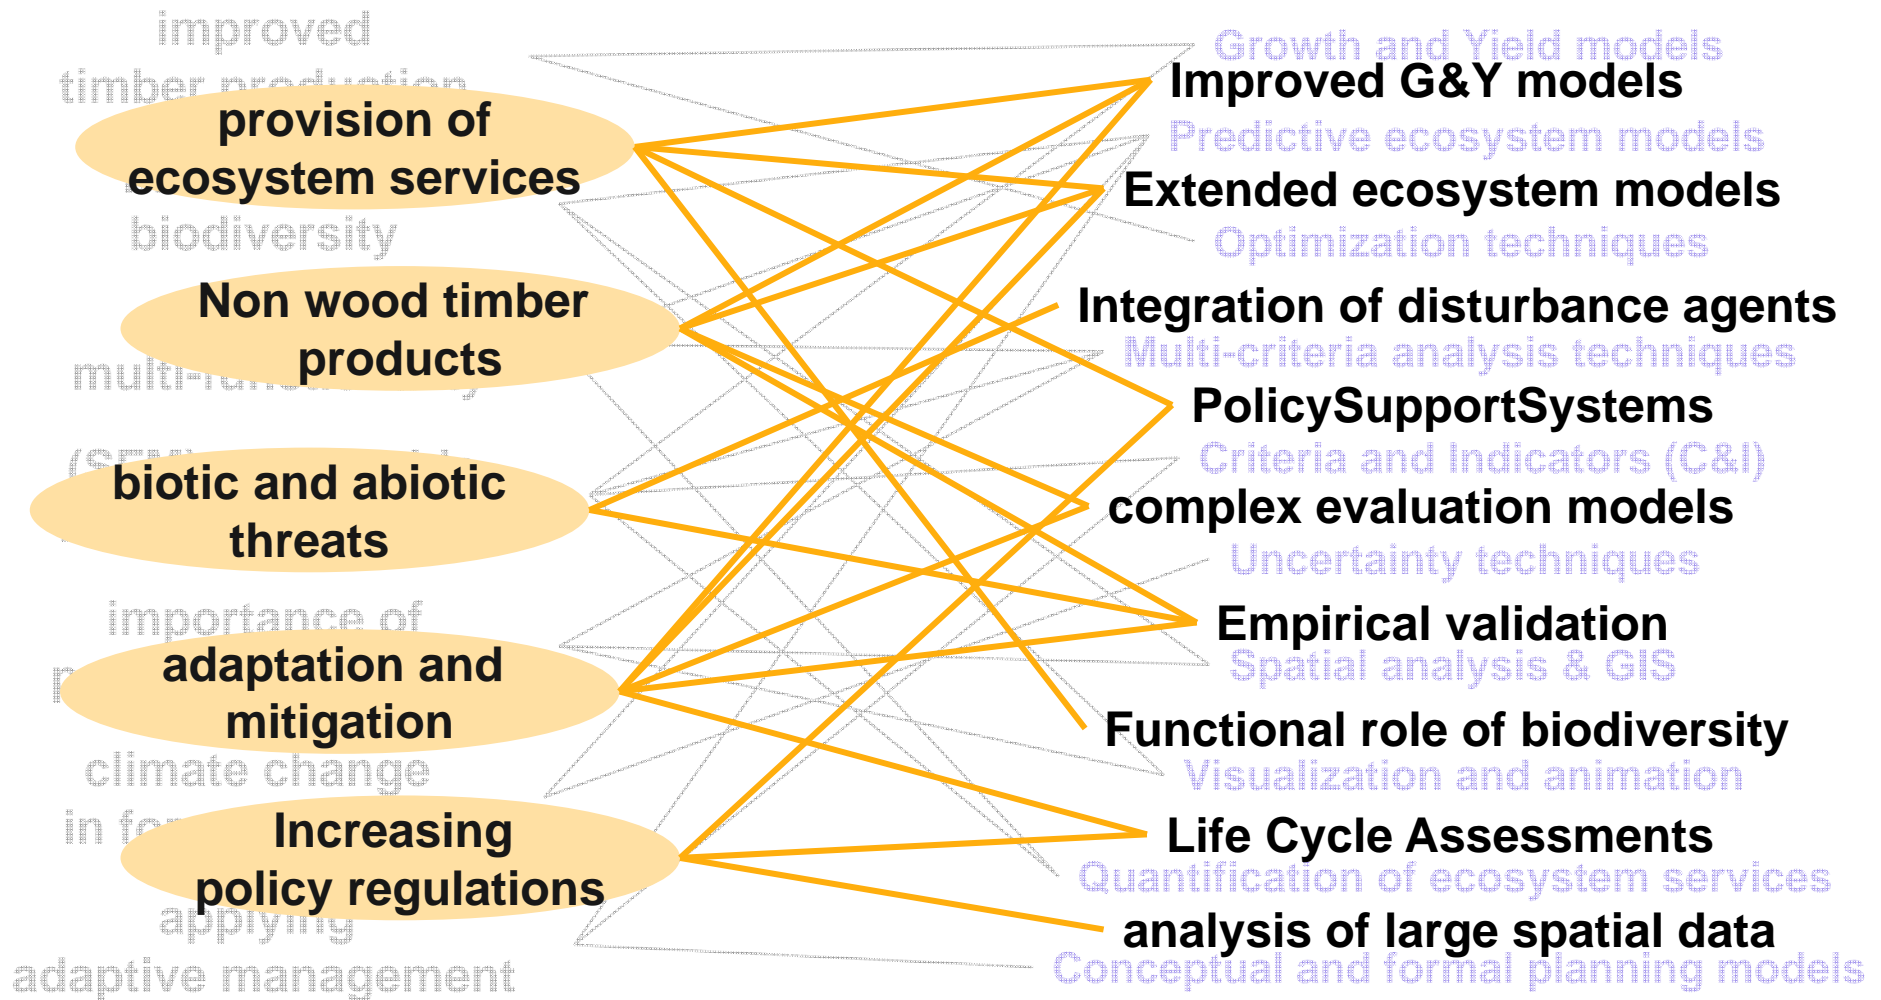 improved
timber production
provision of
ecosystem services
biodiversity
Non wood timber
products
biotic and abiotic
threats
importance of
adaptation and
mitigation
climate change
Increasing
policy regulations
applying
adaptive management
Growth and Yield models
Improved G&Y models
Predictive ecosystem models
Extended ecosystem models
Optimization techniques
Integration of disturbance agents
Multi-criteria analysis techniques
PolicySupportSystems
Criteria and Indicators (C&I)
complex evaluation models
Uncertainty techniques
Empirical validation
Spatial analysis & GIS
Functional role of biodiversity
Visualization and animation
Life Cycle Assessments
Quantification of ecosystem services
analysis of large spatial data
Conceptual and formal planning models